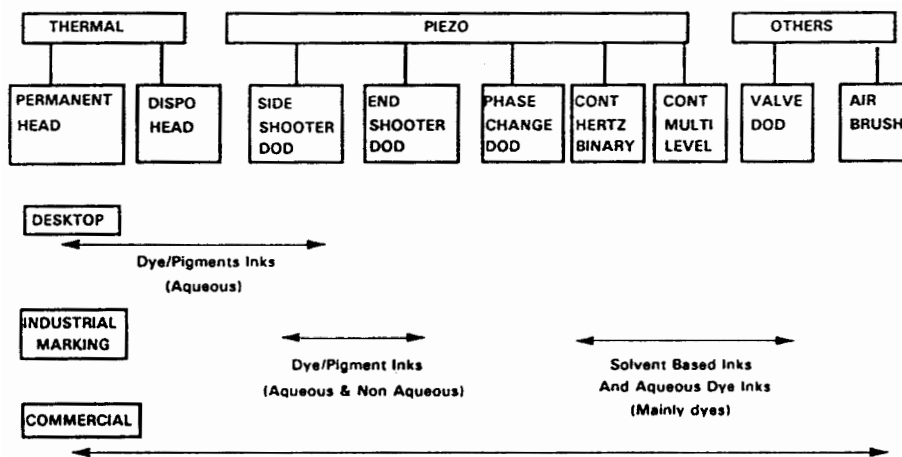 THERMAL
PIEZO
OTHERS
PERMANENT
HEAD
DISPO
HEAD
SIDE
SHOOTER
DOD
END
SHOOTER
DOD
PHASE
CHANGE
DOD
CONT
HERTZ
BINARY
CONT
MULTI
LEVEL
VALVE
DOD
AIR
BRUSH
DESKTOP
Dye/Pigments Inks
(Aqueous)
INDUSTRIAL
MARKING
Dye/Pigment Inks
(Aqueous & Non Aqueous)
Solvent Based Inks
And Aqueous Dye Inks
(Mainly dyes)
COMMERCIAL